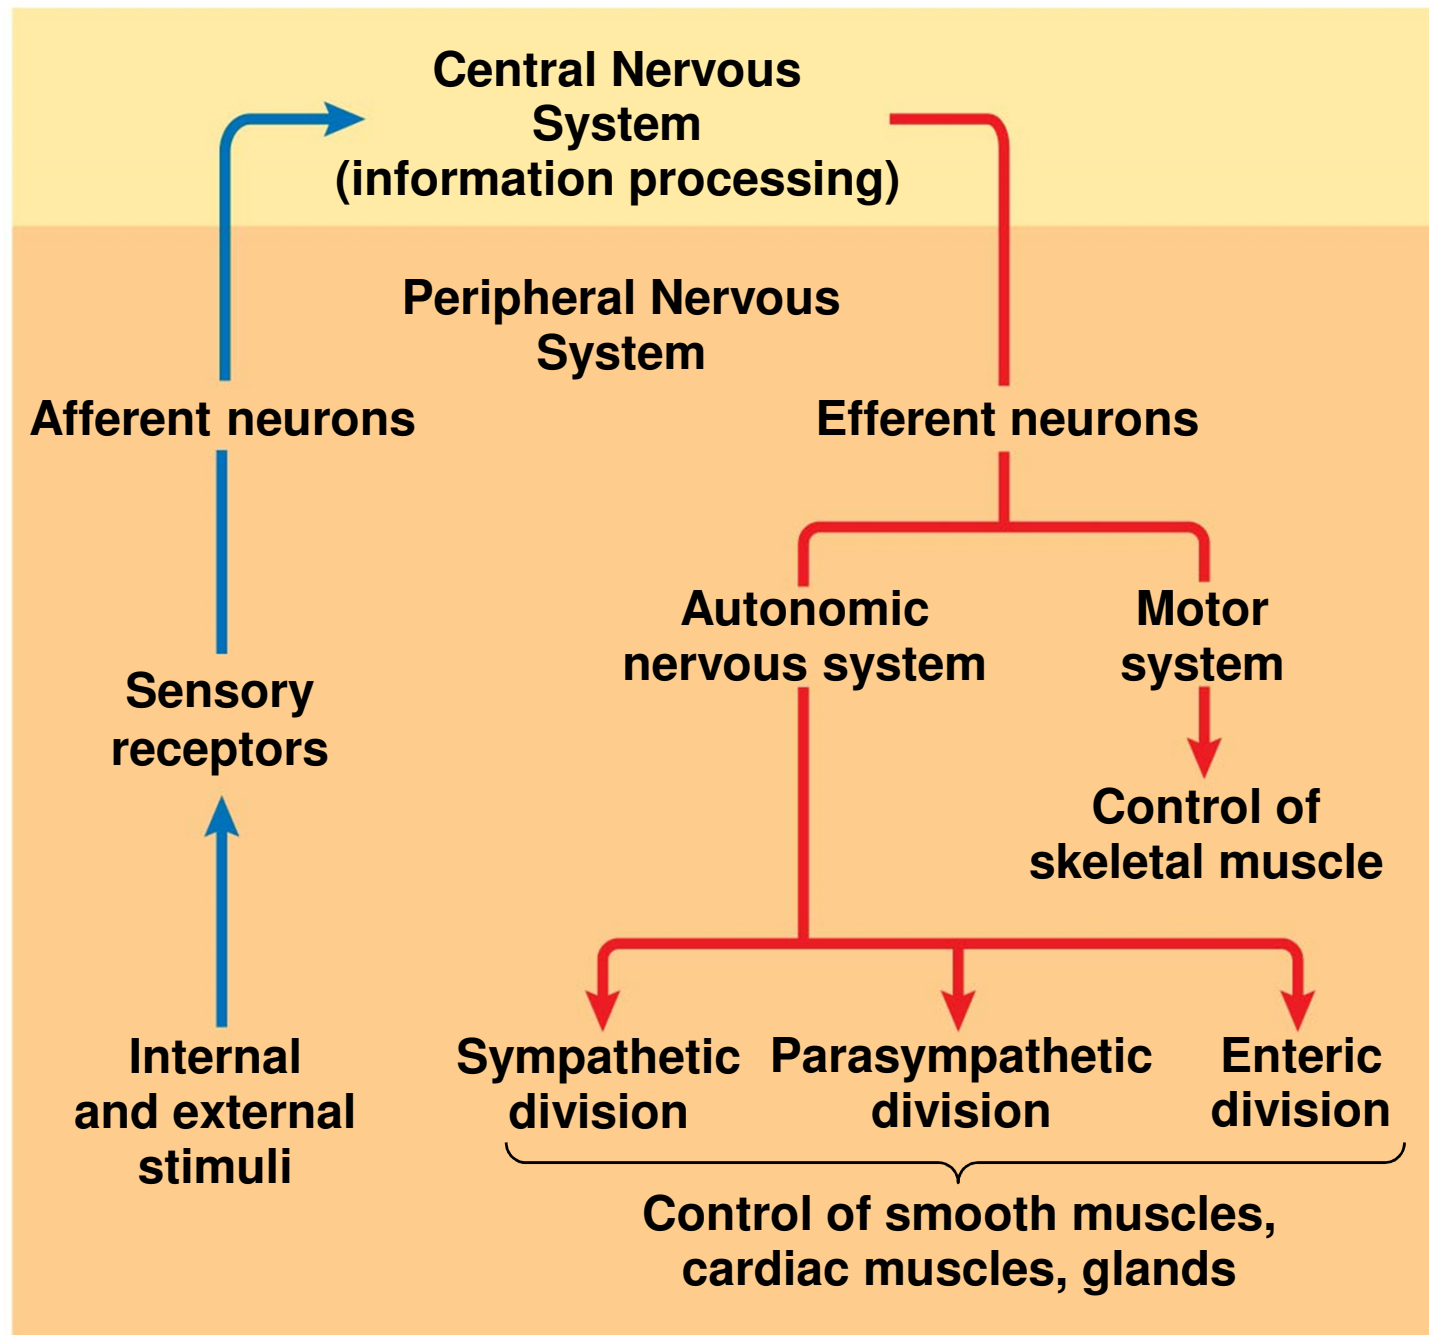 Central Nervous
System
(information processing)
Peripheral Nervous
System
Afferent neurons
Efferent neurons
Autonomic
nervous system
Motor
system
Sensory
receptors
Control of
skeletal muscle
Internal
and external
stimuli
Sympathetic
division
Parasympathetic
division
Enteric
division
Control of smooth muscles,
cardiac muscles, glands